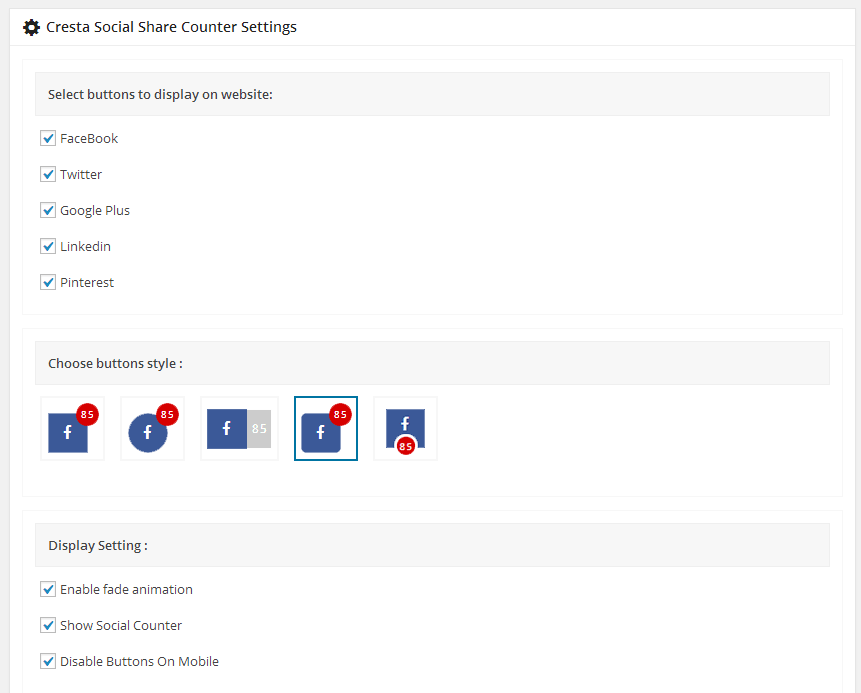 Cresta Social Share Counter Settings
Select buttons to display on website:
FaceBook
Twitter
Google Plus
Linkedin
Pinterest
Choose buttons style :
f 85 f 85 f 85 f 85 f 85
Display Setting :
Enable fade animation
Show Social Counter
Disable Buttons On Mobile